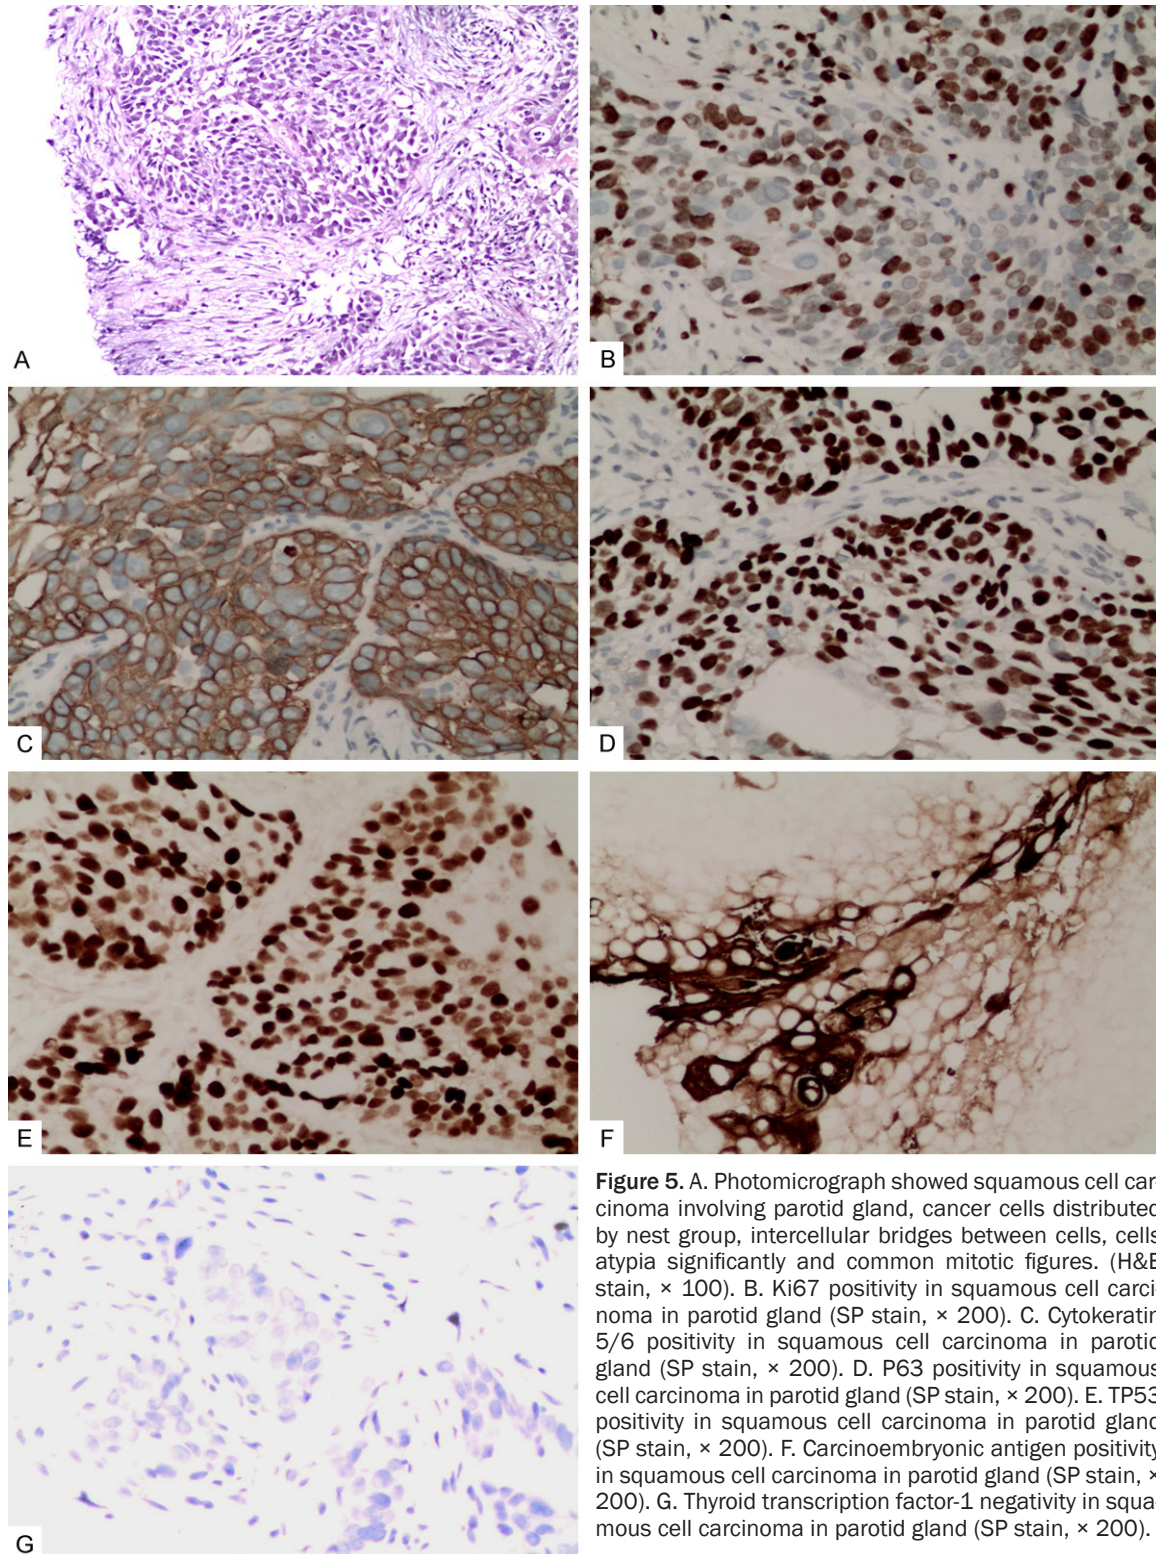 A
B
C
D
E
F
G
Figure 5. A. Photomicrograph showed squamous cell car-
cinoma involving parotid gland, cancer cells distributed
by nest group, intercellular bridges between cells, cells
atypia significantly and common mitotic figures. (H&E
stain, × 100). B. Ki67 positivity in squamous cell carci-
noma in parotid gland (SP stain, × 200). C. Cytokeratin
5/6 positivity in squamous cell carcinoma in parotid
gland (SP stain, × 200). D. P63 positivity in squamous
cell carcinoma in parotid gland (SP stain, × 200). E. TP53
positivity in squamous cell carcinoma in parotid gland
(SP stain, × 200). F. Carcinoembryonic antigen positivity
in squamous cell carcinoma in parotid gland (SP stain, ×
200). G. Thyroid transcription factor-1 negativity in squa-
mous cell carcinoma in parotid gland (SP stain, × 200).